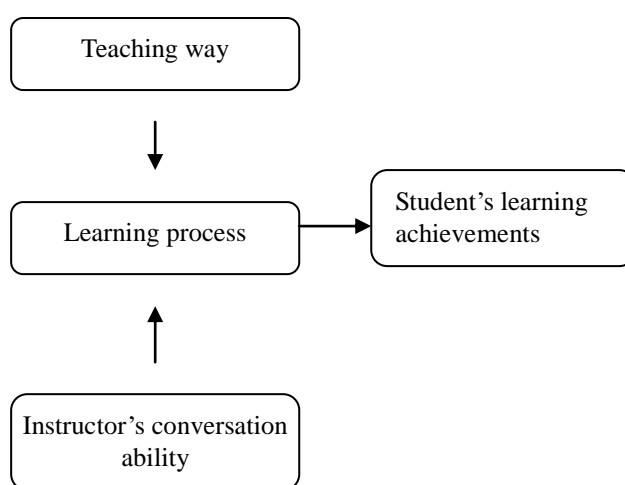 Teaching way
Learning process
Student’s learning
achievements
Instructor’s conversation
ability